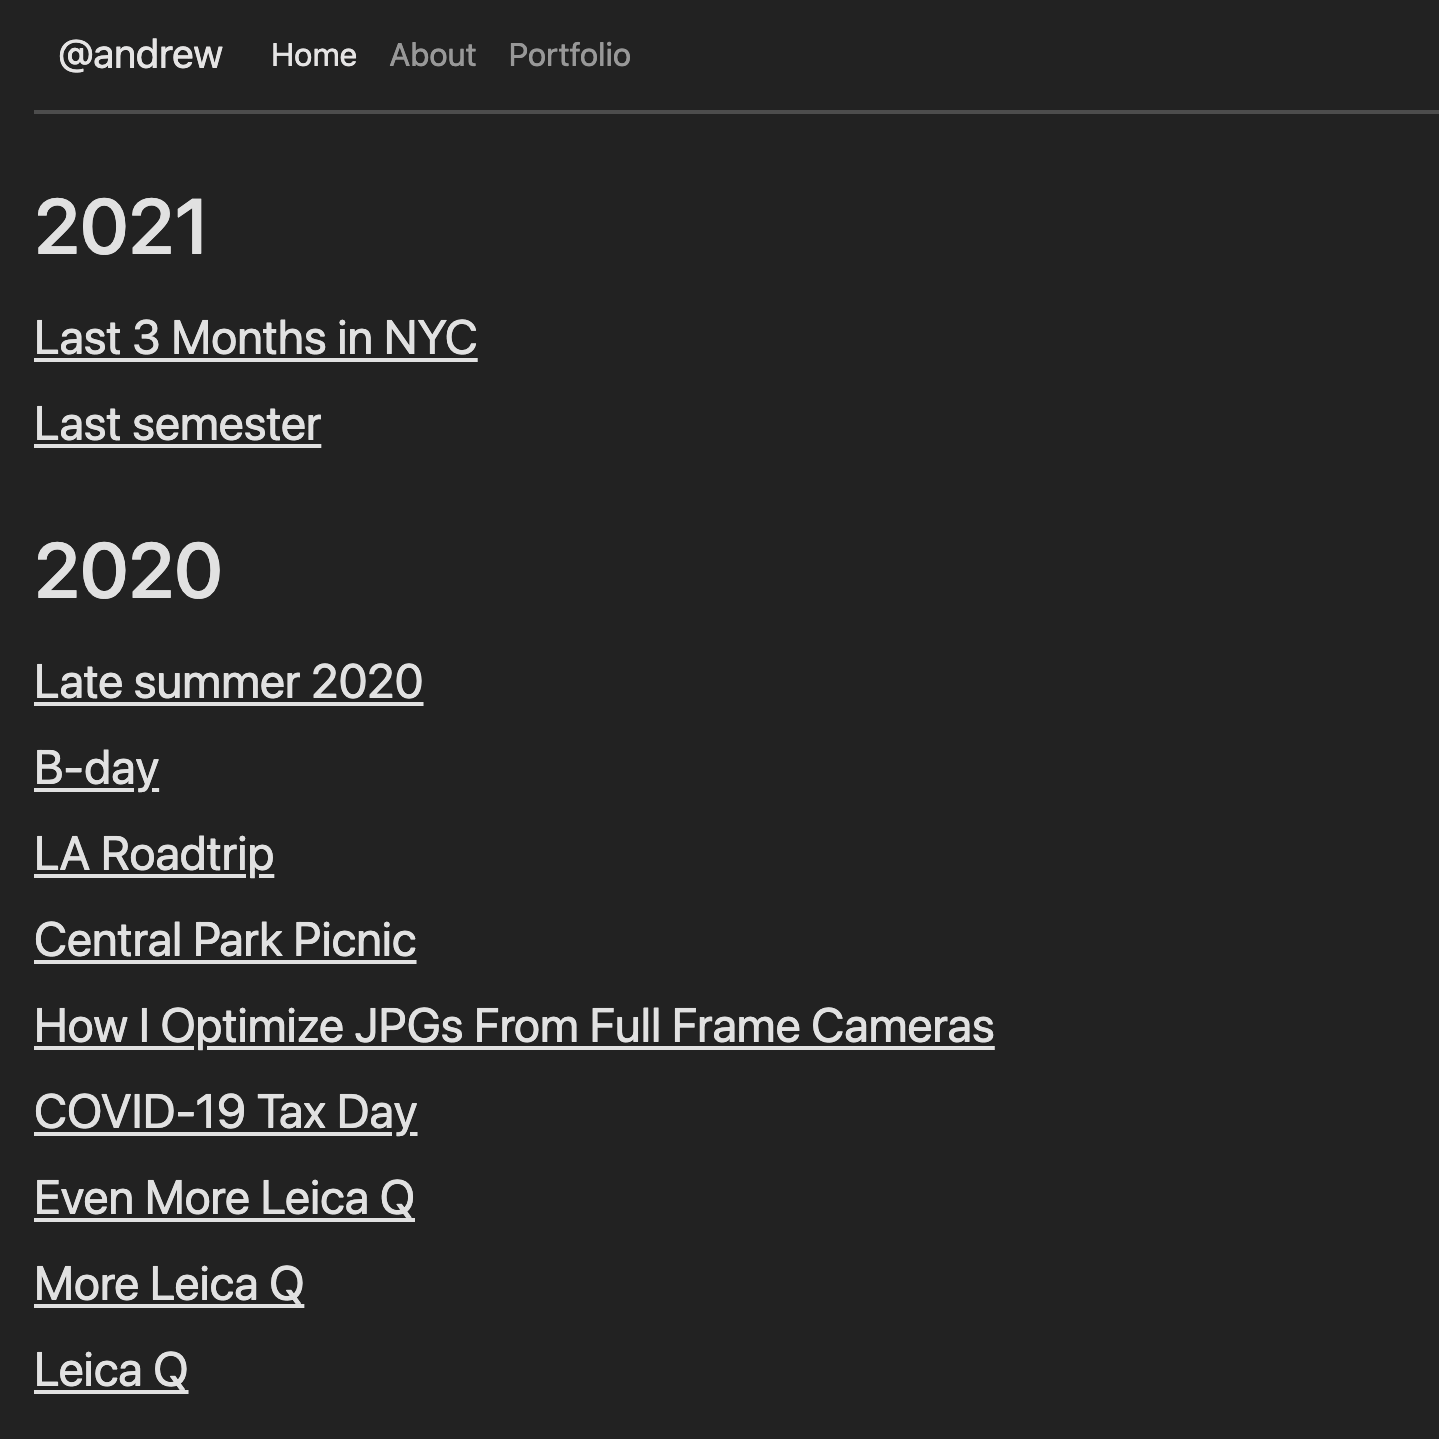 @andrew Home About Portfolio
2021
Last 3 Months in NYC
Last semester
2020
Late summer 2020
B-day
LA Roadtrip
Central Park Picnic
How I Optimize JPGs From Full Frame Cameras
COVID-19 Tax Day
Even More Leica Q
More Leica Q
Leica Q